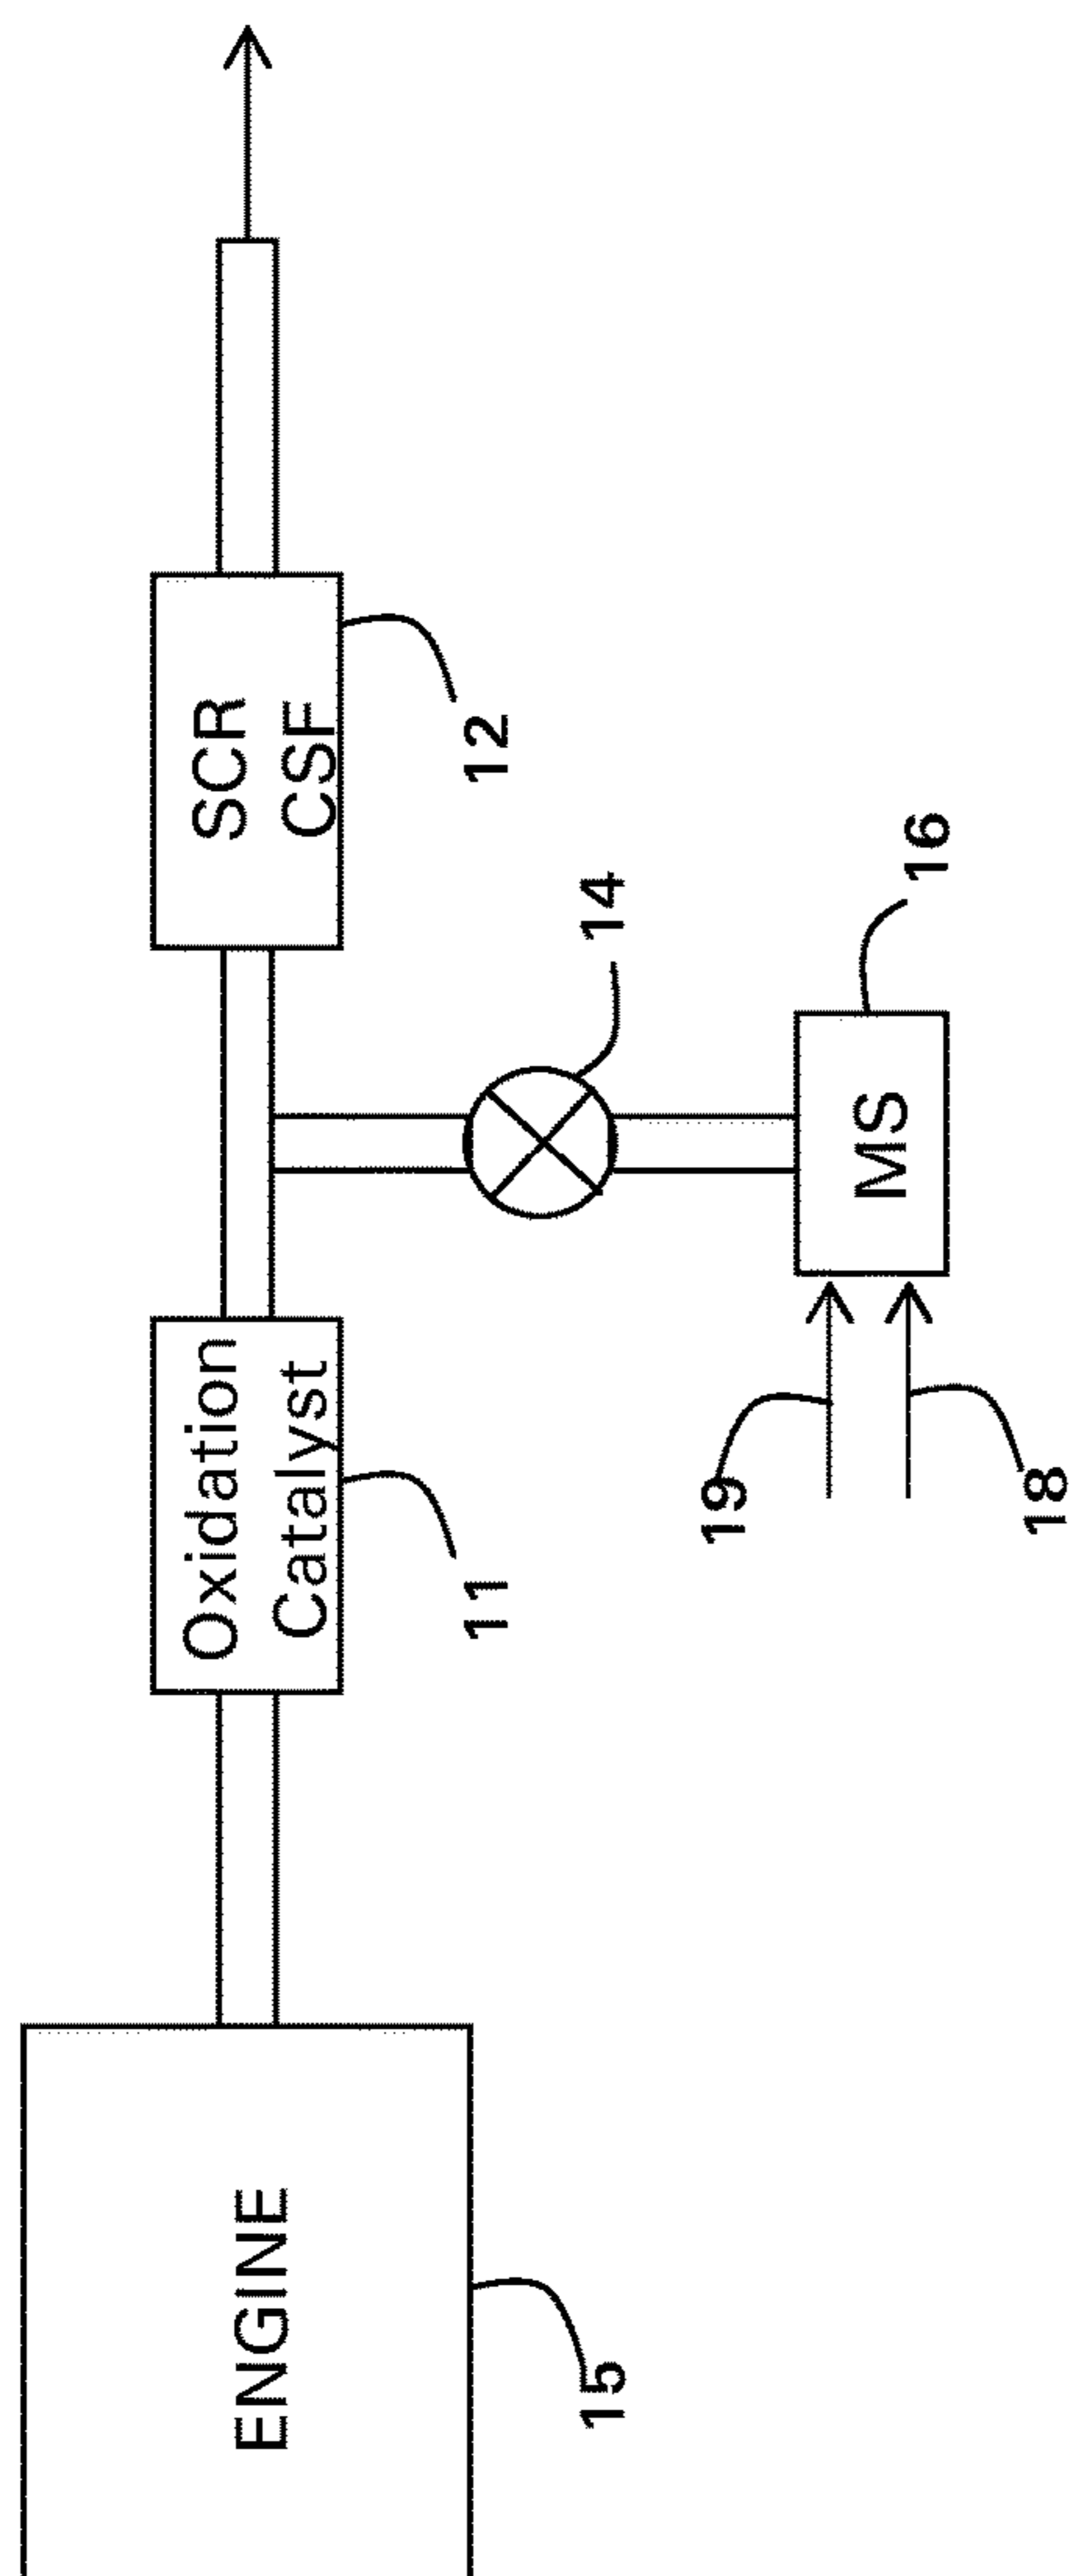 ENGINE
15
Oxidation
Catalyst
11
SCR
CSF
12
14
MS
16
19
18